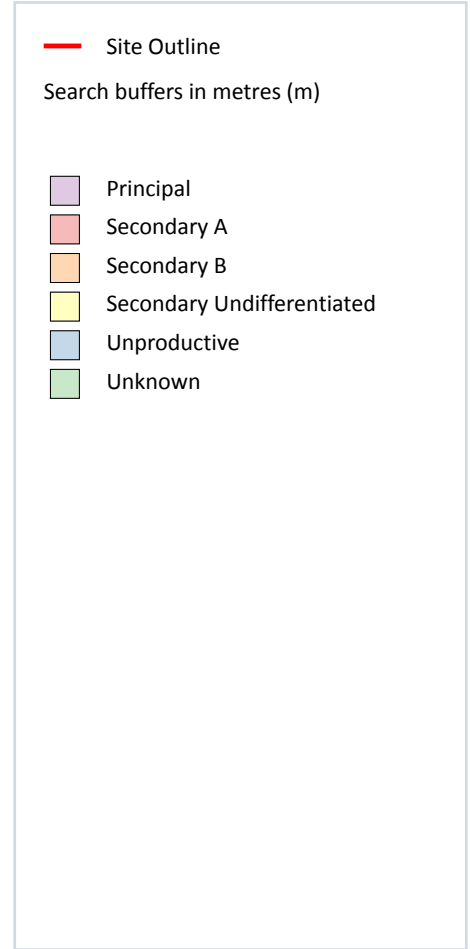 Site Outline
Search buffers in metres (m)
Principal
Secondary A
Secondary B
Secondary Undifferentiated
Unproductive
Unknown